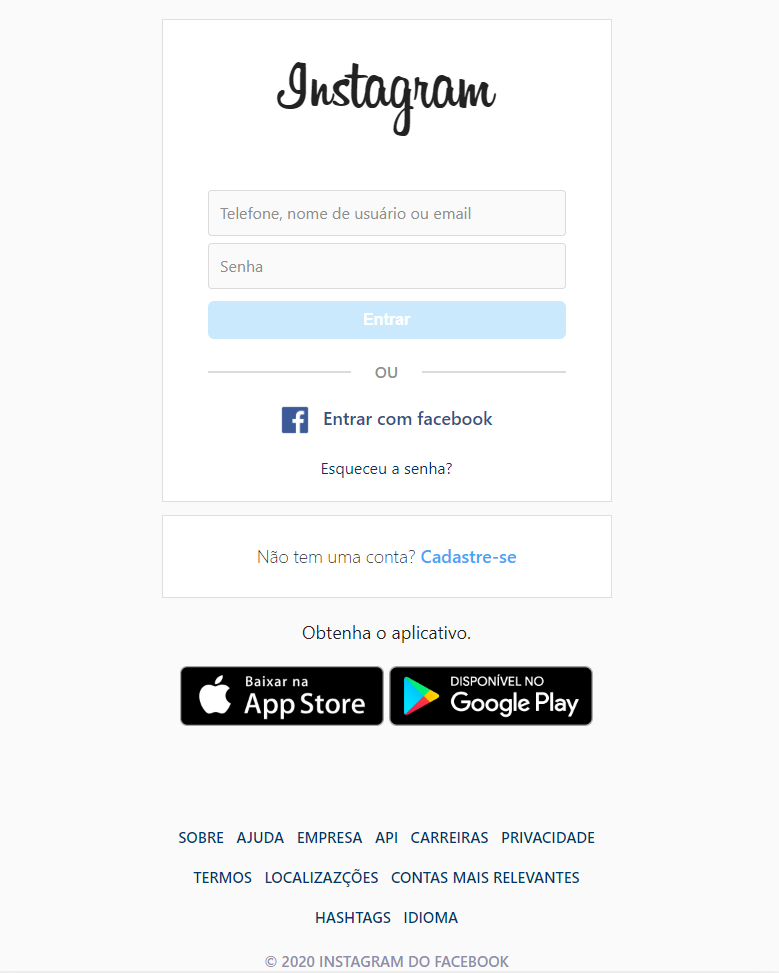 Instagram
Telefone, nome de usuário ou email
Senha
Entrar
OU
Entrar com facebook
Esqueceu a senha?
Não tem uma conta? Cadastre-se
Obtenha o aplicativo.
Baixar na
App Store
DISPONÍVEL NO
Google Play
SOBRE AJUDA EMPRESA API CARREIRAS PRIVACIDADE
TERMOS LOCALIZAZÇÕES CONTAS MAIS RELEVANTES
HASHTAGS IDIOMA
© 2020 INSTAGRAM DO FACEBOOK